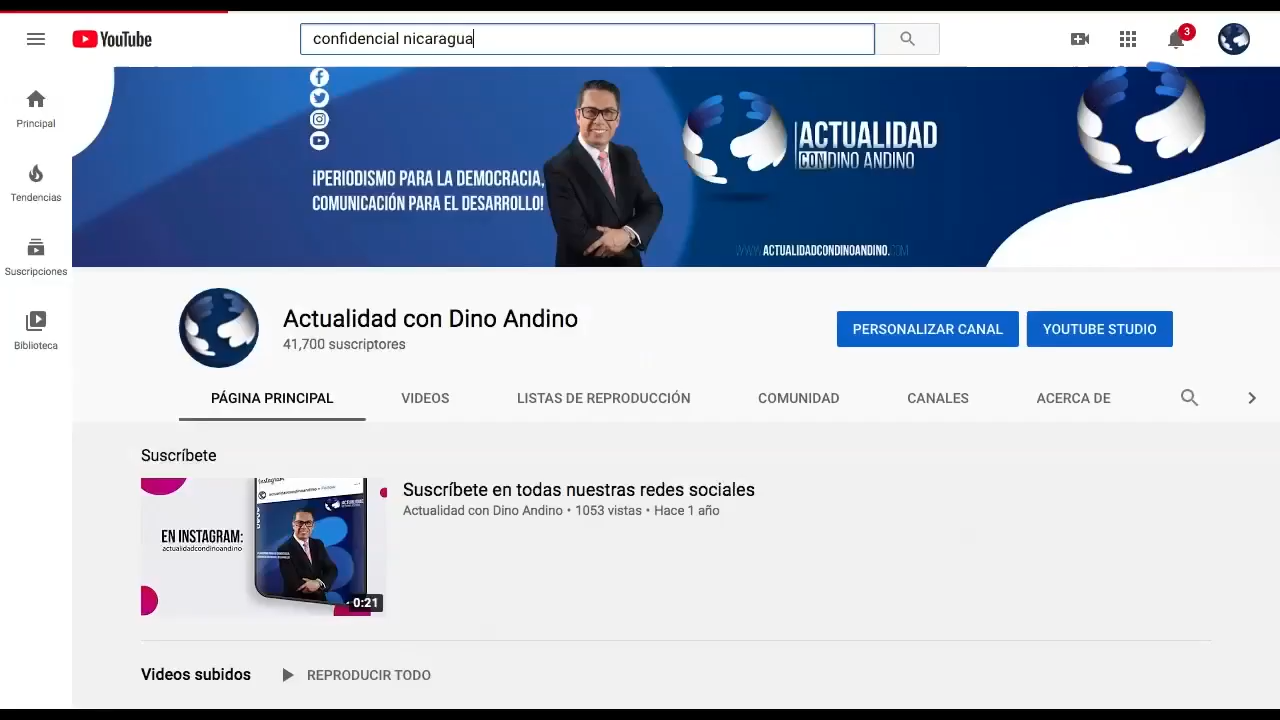 YouTube
confidencial nicaragua
3
Principal
Tendencias
Suscripciones
Biblioteca
¡PERIODISMO PARA LA DEMOCRACIA,
COMUNICACIÓN PARA EL DESARROLLO!
ACTUALIDAD
CON DINO ANDINO
WWW.ACTUALIDADCONDINOANDINO.COM
Actualidad con Dino Andino
41,700 suscriptores
PERSONALIZAR CANAL
YOUTUBE STUDIO
PÁGINA PRINCIPAL VIDEOS LISTAS DE REPRODUCCIÓN COMUNIDAD CANALES ACERCA DE
Suscríbete
Instagram
actualidadcondinoandino
ACTUALIDAD
EN INSTAGRAM:
actualidadcondinoandino
0:21
Suscríbete en todas nuestras redes sociales
Actualidad con Dino Andino • 1053 vistas • Hace 1 año
Videos subidos
REPRODUCIR TODO